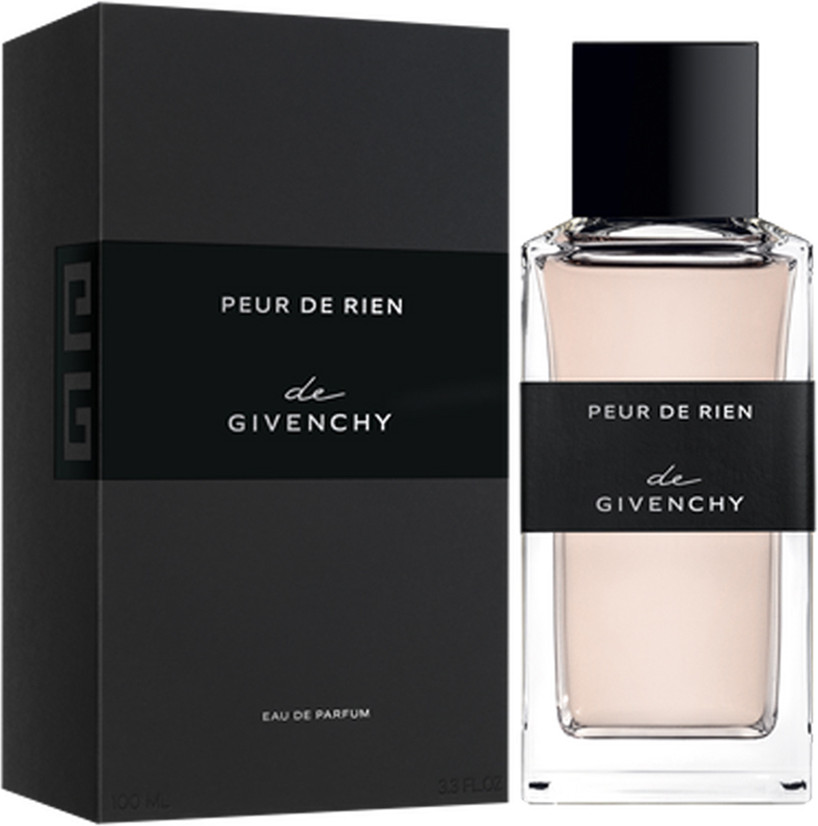 PEUR DE RIEN
de
GIVENCHY
EAU DE PARFUM
100 ML
3.3 FL.OZ
PEUR DE RIEN
de
GIVENCHY